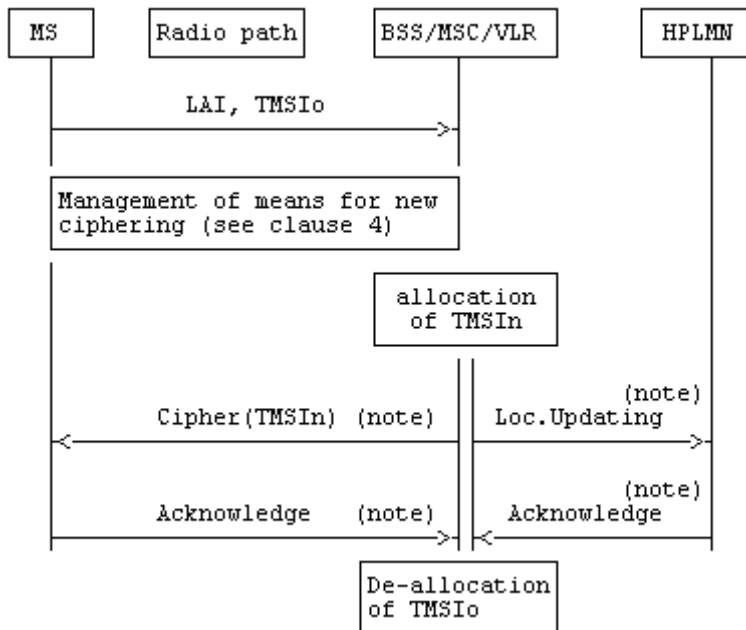 MS
Radio path
BSS/MSC/VLR
HPLMN
LAI, TMSIo
Management of means for new
ciphering (see clause 4)
allocation
of TMSIn
(note)
Cipher(TMSIn) (note)
Loc.Updating
(note)
Acknowledge (note)
Acknowledge
De-allocation
of TMSIo